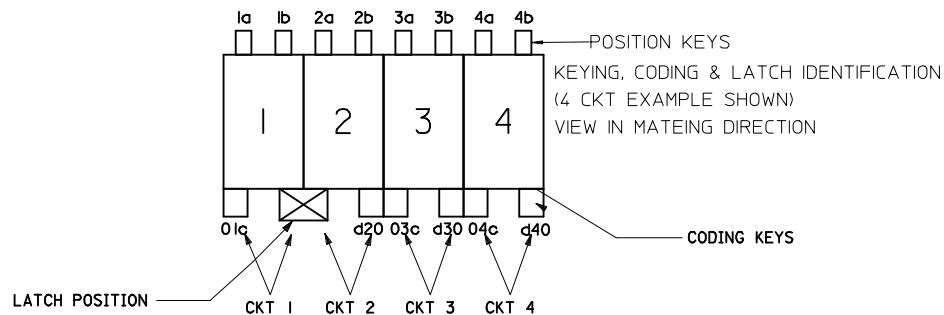 1a 1b 2a 2b 3a 3b 4a 4b
POSITION KEYS
KEYING, CODING & LATCH IDENTIFICATION
(4 CKT EXAMPLE SHOWN)
VIEW IN MATEING DIRECTION
1 2 3 4
01c d20 03c d30 04c d40
CODING KEYS
LATCH POSITION
CKT 1 CKT 2 CKT 3 CKT 4